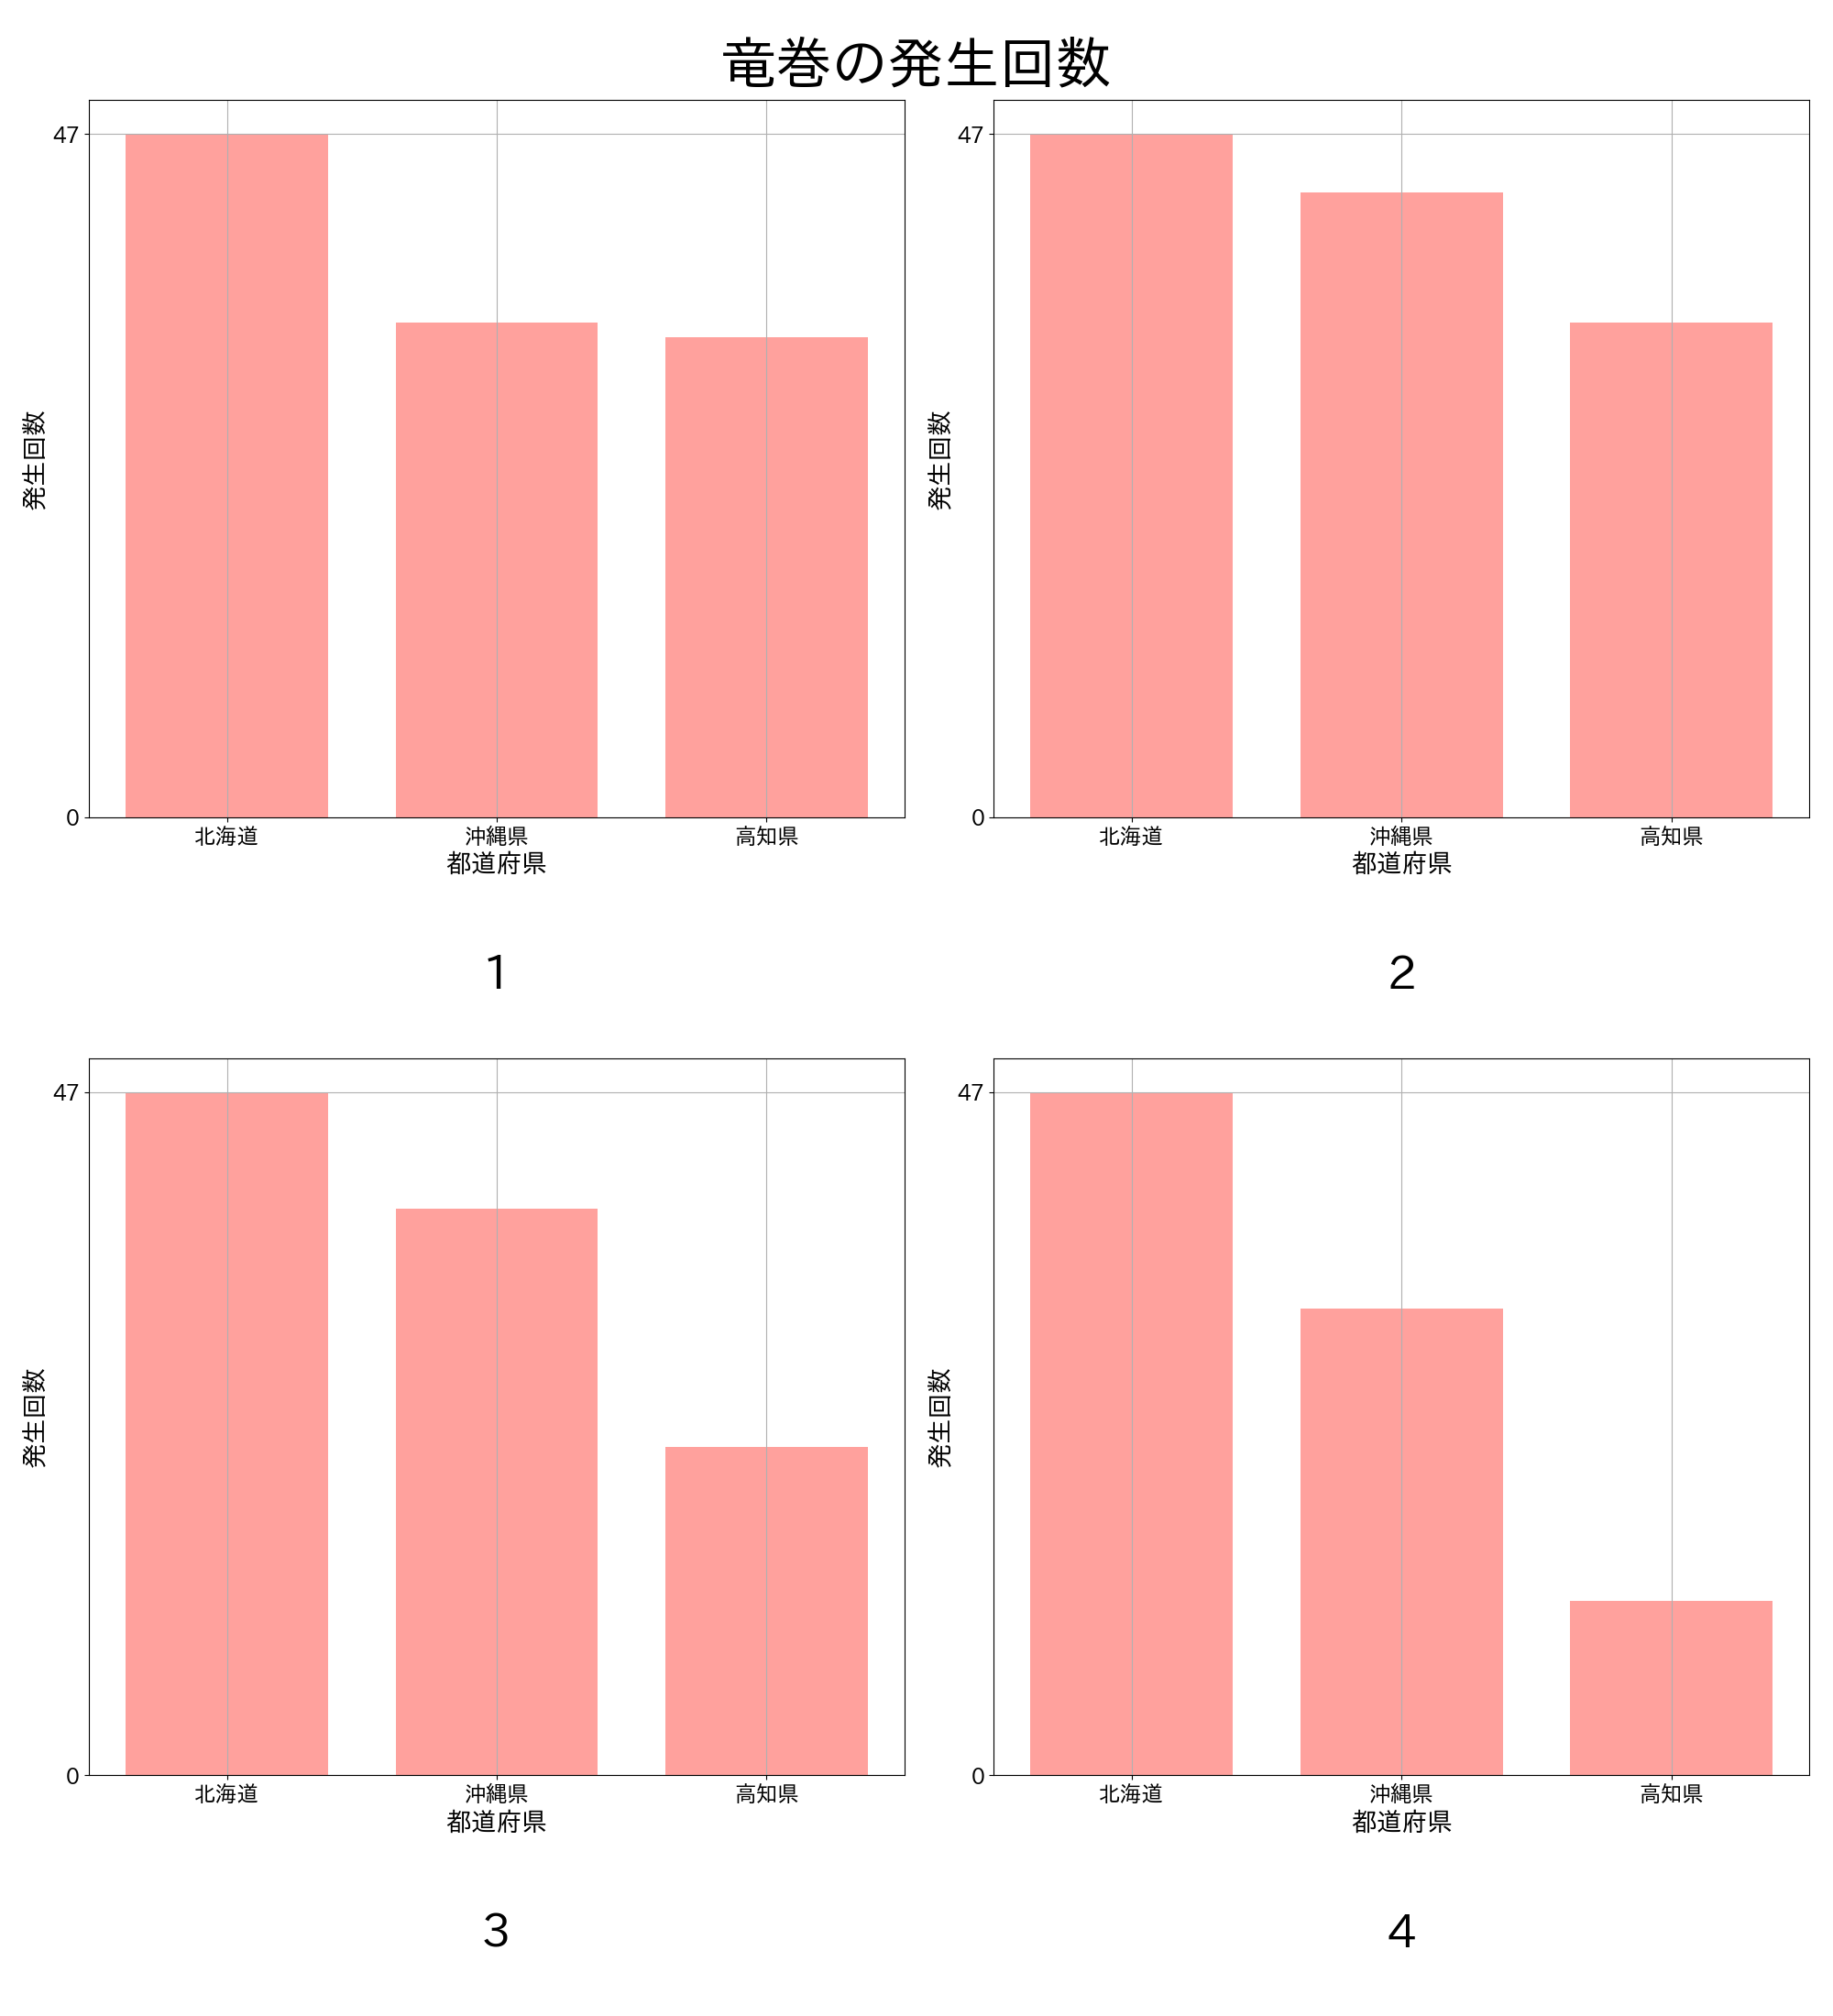 竜巻の発生回数
47
発生回数
0
北海道 沖縄県 高知県
都道府県
1
47
発生回数
0
北海道 沖縄県 高知県
都道府県
2
47
発生回数
0
北海道 沖縄県 高知県
都道府県
3
47
発生回数
0
北海道 沖縄県 高知県
都道府県
4